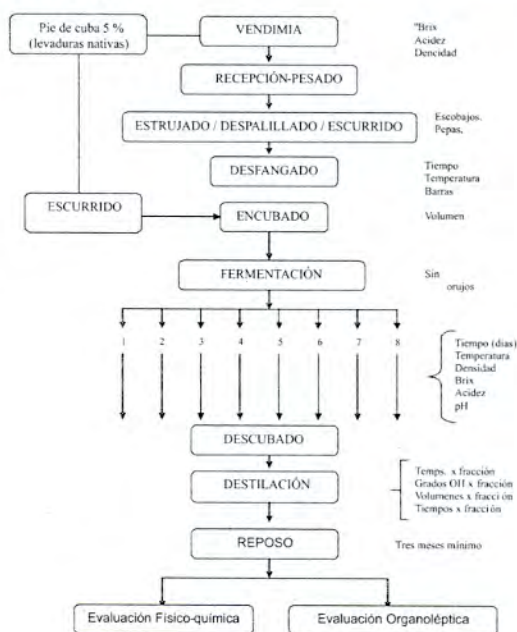 Pie de cuba 5 %
(levaduras nativas)
VENDIMIA
ºBrix
Acidez
Dencidad
RECEPCIÓN-PESADO
ESTRUJADO / DESPALILLADO / ESCURRIDO
Escobajos.
Pepas,
DESFANGADO
Tiempo
Temperatura
Barras
ESCURRIDO
ENCUBADO
Volumen
FERMENTACIÓN
Sin
orujos
1 2 3 4 5 6 7 8
Tiempo (días)
Temperatura
Densidad
Brix
Acidez
pH
DESCUBADO
DESTILACIÓN
Temps. x fracción
Grados OH x fracción
Volumenes x fracción
Tiempos x fracción
REPOSO
Tres meses mínimo
Evaluación Físico-química
Evaluación Organoléptica